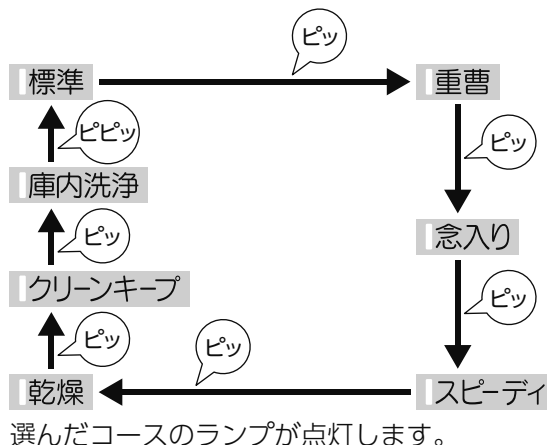 ピッ
標準
重曹
ピピッ
ピッ
庫内洗浄
ピッ
念入り
クリーンキープ
ピッ
ピッ
ピッ
乾燥
スピーディ
選んだコースのランプが点灯します。